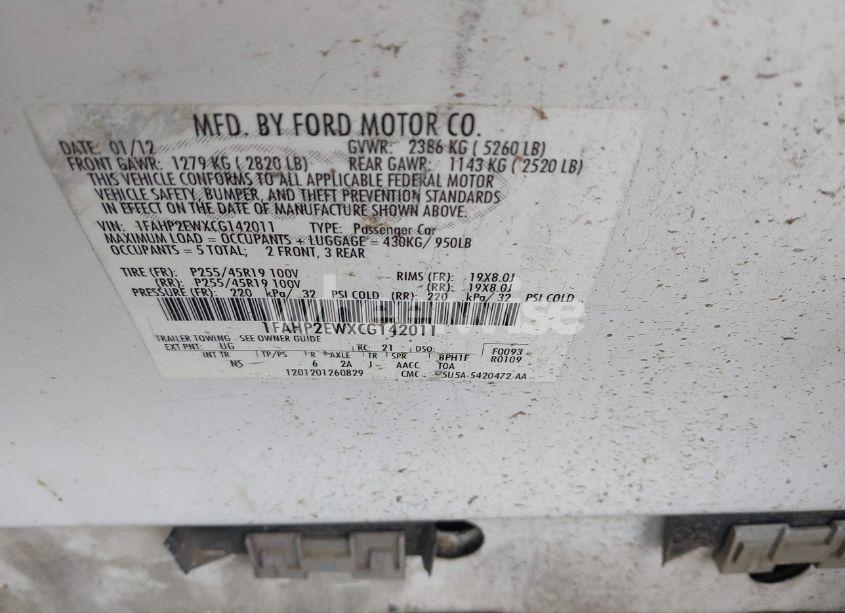 MFD. BY FORD MOTOR CO.
DATE: 01/12 GVWR: 2386 KG ( 5260 LB)
FRONT GAWR: 1279 KG ( 2820 LB) REAR GAWR: 1143 KG ( 2520 LB)
THIS VEHICLE CONFORMS TO ALL APPLICABLE FEDERAL MOTOR
VEHICLE SAFETY, BUMPER, AND THEFT PREVENTION STANDARDS
IN EFFECT ON THE DATE OF MANUFACTURE SHOWN ABOVE.
VIN: 1FAHP2EWXCG142011 TYPE: Passenger Car
MAXIMUM LOAD = OCCUPANTS + LUGGAGE = 430KG/ 950LB
OCCUPANTS = 5 TOTAL; 2 FRONT, 3 REAR
TIRE (FR): P255/45R19 100V RIMS (FR): 19X8.0J
(RR): P255/45R19 100V (RR): 19X8.0J
PRESSURE (FR): 220 kPa/ 32 PSI COLD (RR): 220 kPa/ 32 PSI COLD
1FAHP2EWXCG142011
TRAILER TOWING - SEE OWNER GUIDE
EXT PNT: UG RC: 21 DSO: F0093
INT TR TP/PS R AXLE TR SPR BPH1F R0109
NS 6 2A J AACC TOA
1201201260829 CMC 5U5A-5420472-AA